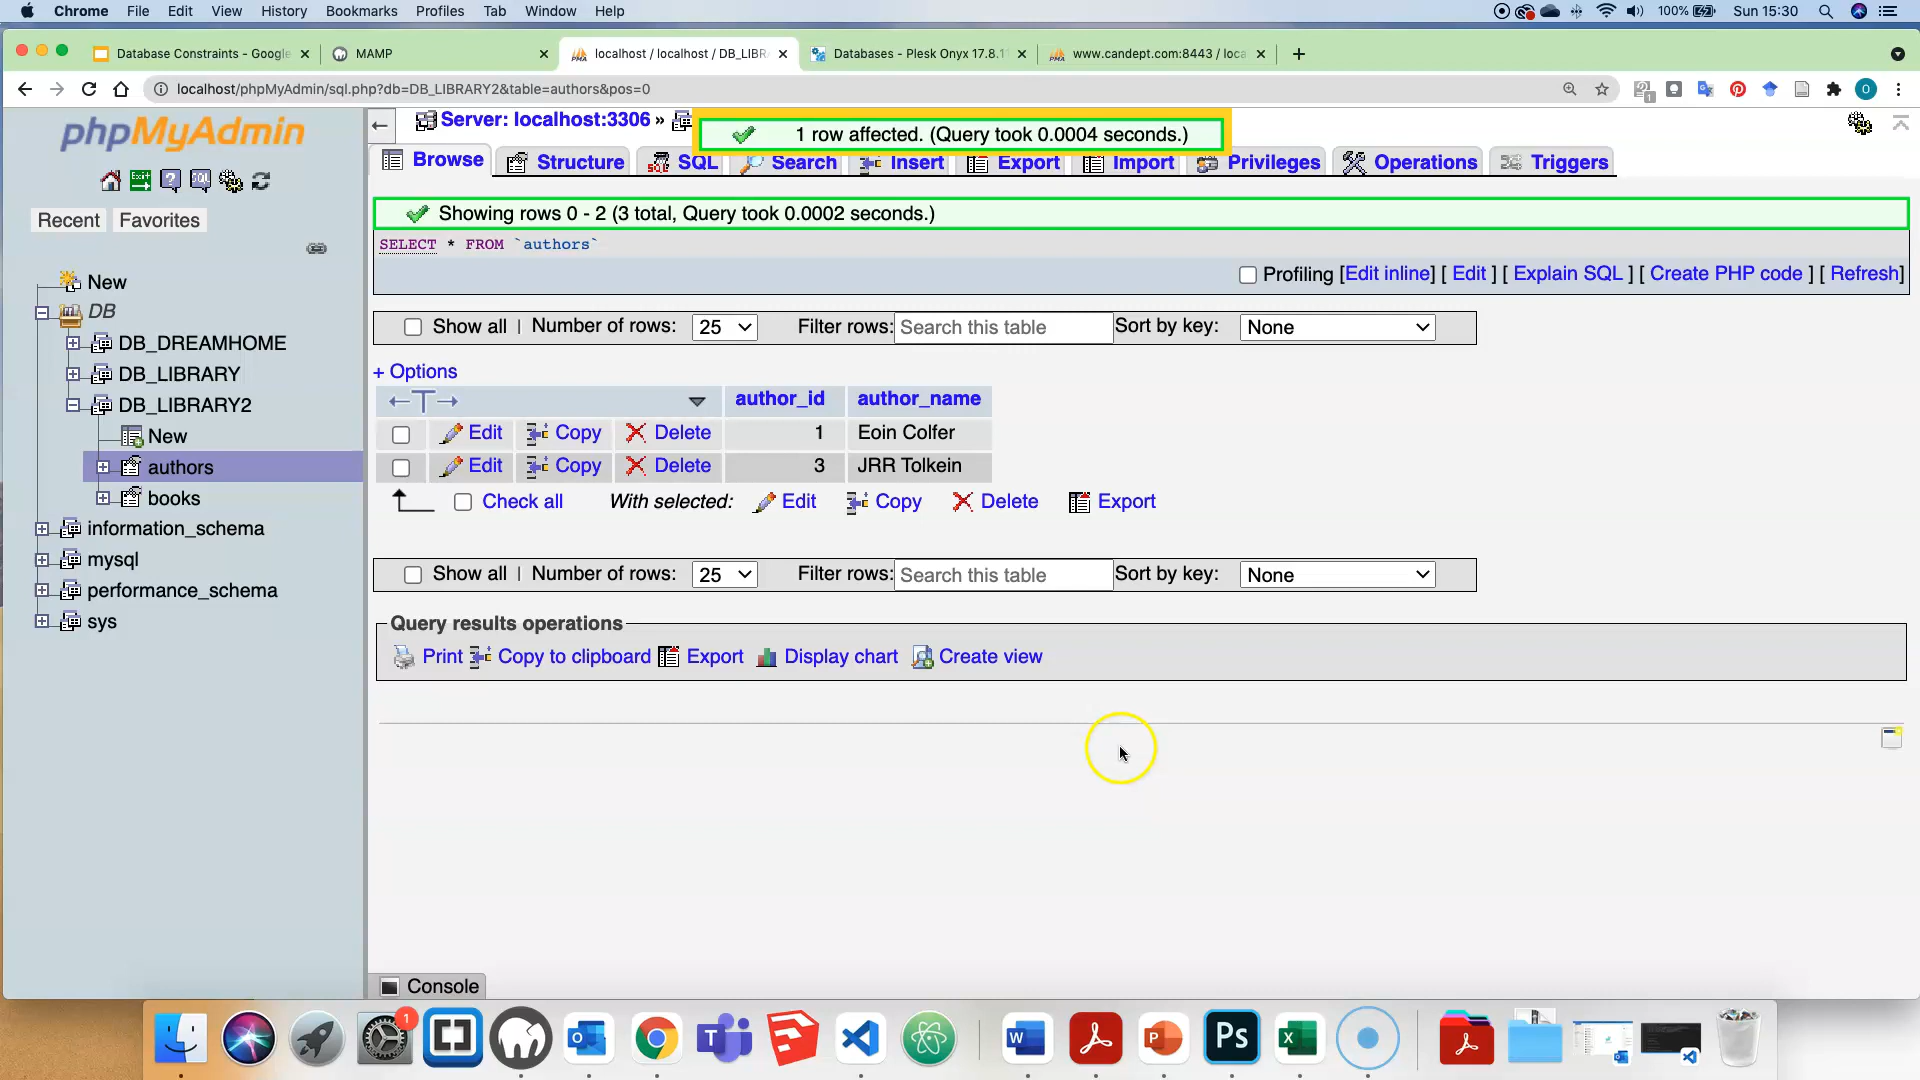 Chrome File Edit View History Bookmarks Profiles Tab Window Help 100% Sun 15:30
Database Constraints - Google MAMP localhost / localhost / DB_LIBR Databases - Plesk Onyx 17.8.1 www.candept.com:8443 / loca
localhost/phpMyAdmin/sql.php?db=DB_LIBRARY2&table=authors&pos=0
phpMyAdmin
Recent Favorites
New
DB
DB_DREAMHOME
DB_LIBRARY
DB_LIBRARY2
New
authors
books
information_schema
mysql
performance_schema
sys
Server: localhost:3306 »
1 row affected. (Query took 0.0004 seconds.)
Browse Structure SQL Search Insert Export Import Privileges Operations Triggers
Showing rows 0 - 2 (3 total, Query took 0.0002 seconds.)
SELECT * FROM `authors`
Profiling [Edit inline] [ Edit ] [ Explain SQL ] [ Create PHP code ] [ Refresh]
Show all | Number of rows: 25 Filter rows: Search this table Sort by key: None
+ Options
author_id author_name
Edit Copy Delete 1 Eoin Colfer
Edit Copy Delete 3 JRR Tolkein
Check all With selected: Edit Copy Delete Export
Show all | Number of rows: 25 Filter rows: Search this table Sort by key: None
Query results operations
Print Copy to clipboard Export Display chart Create view
Console